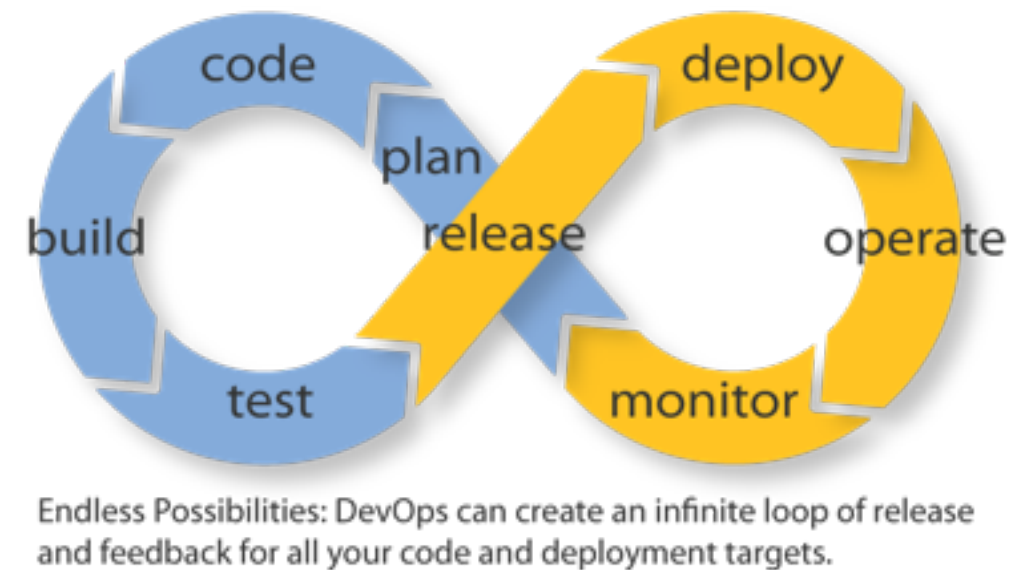 code
deploy
plan
build
release
operate
test
monitor
Endless Possibilities: DevOps can create an infinite loop of release
and feedback for all your code and deployment targets.